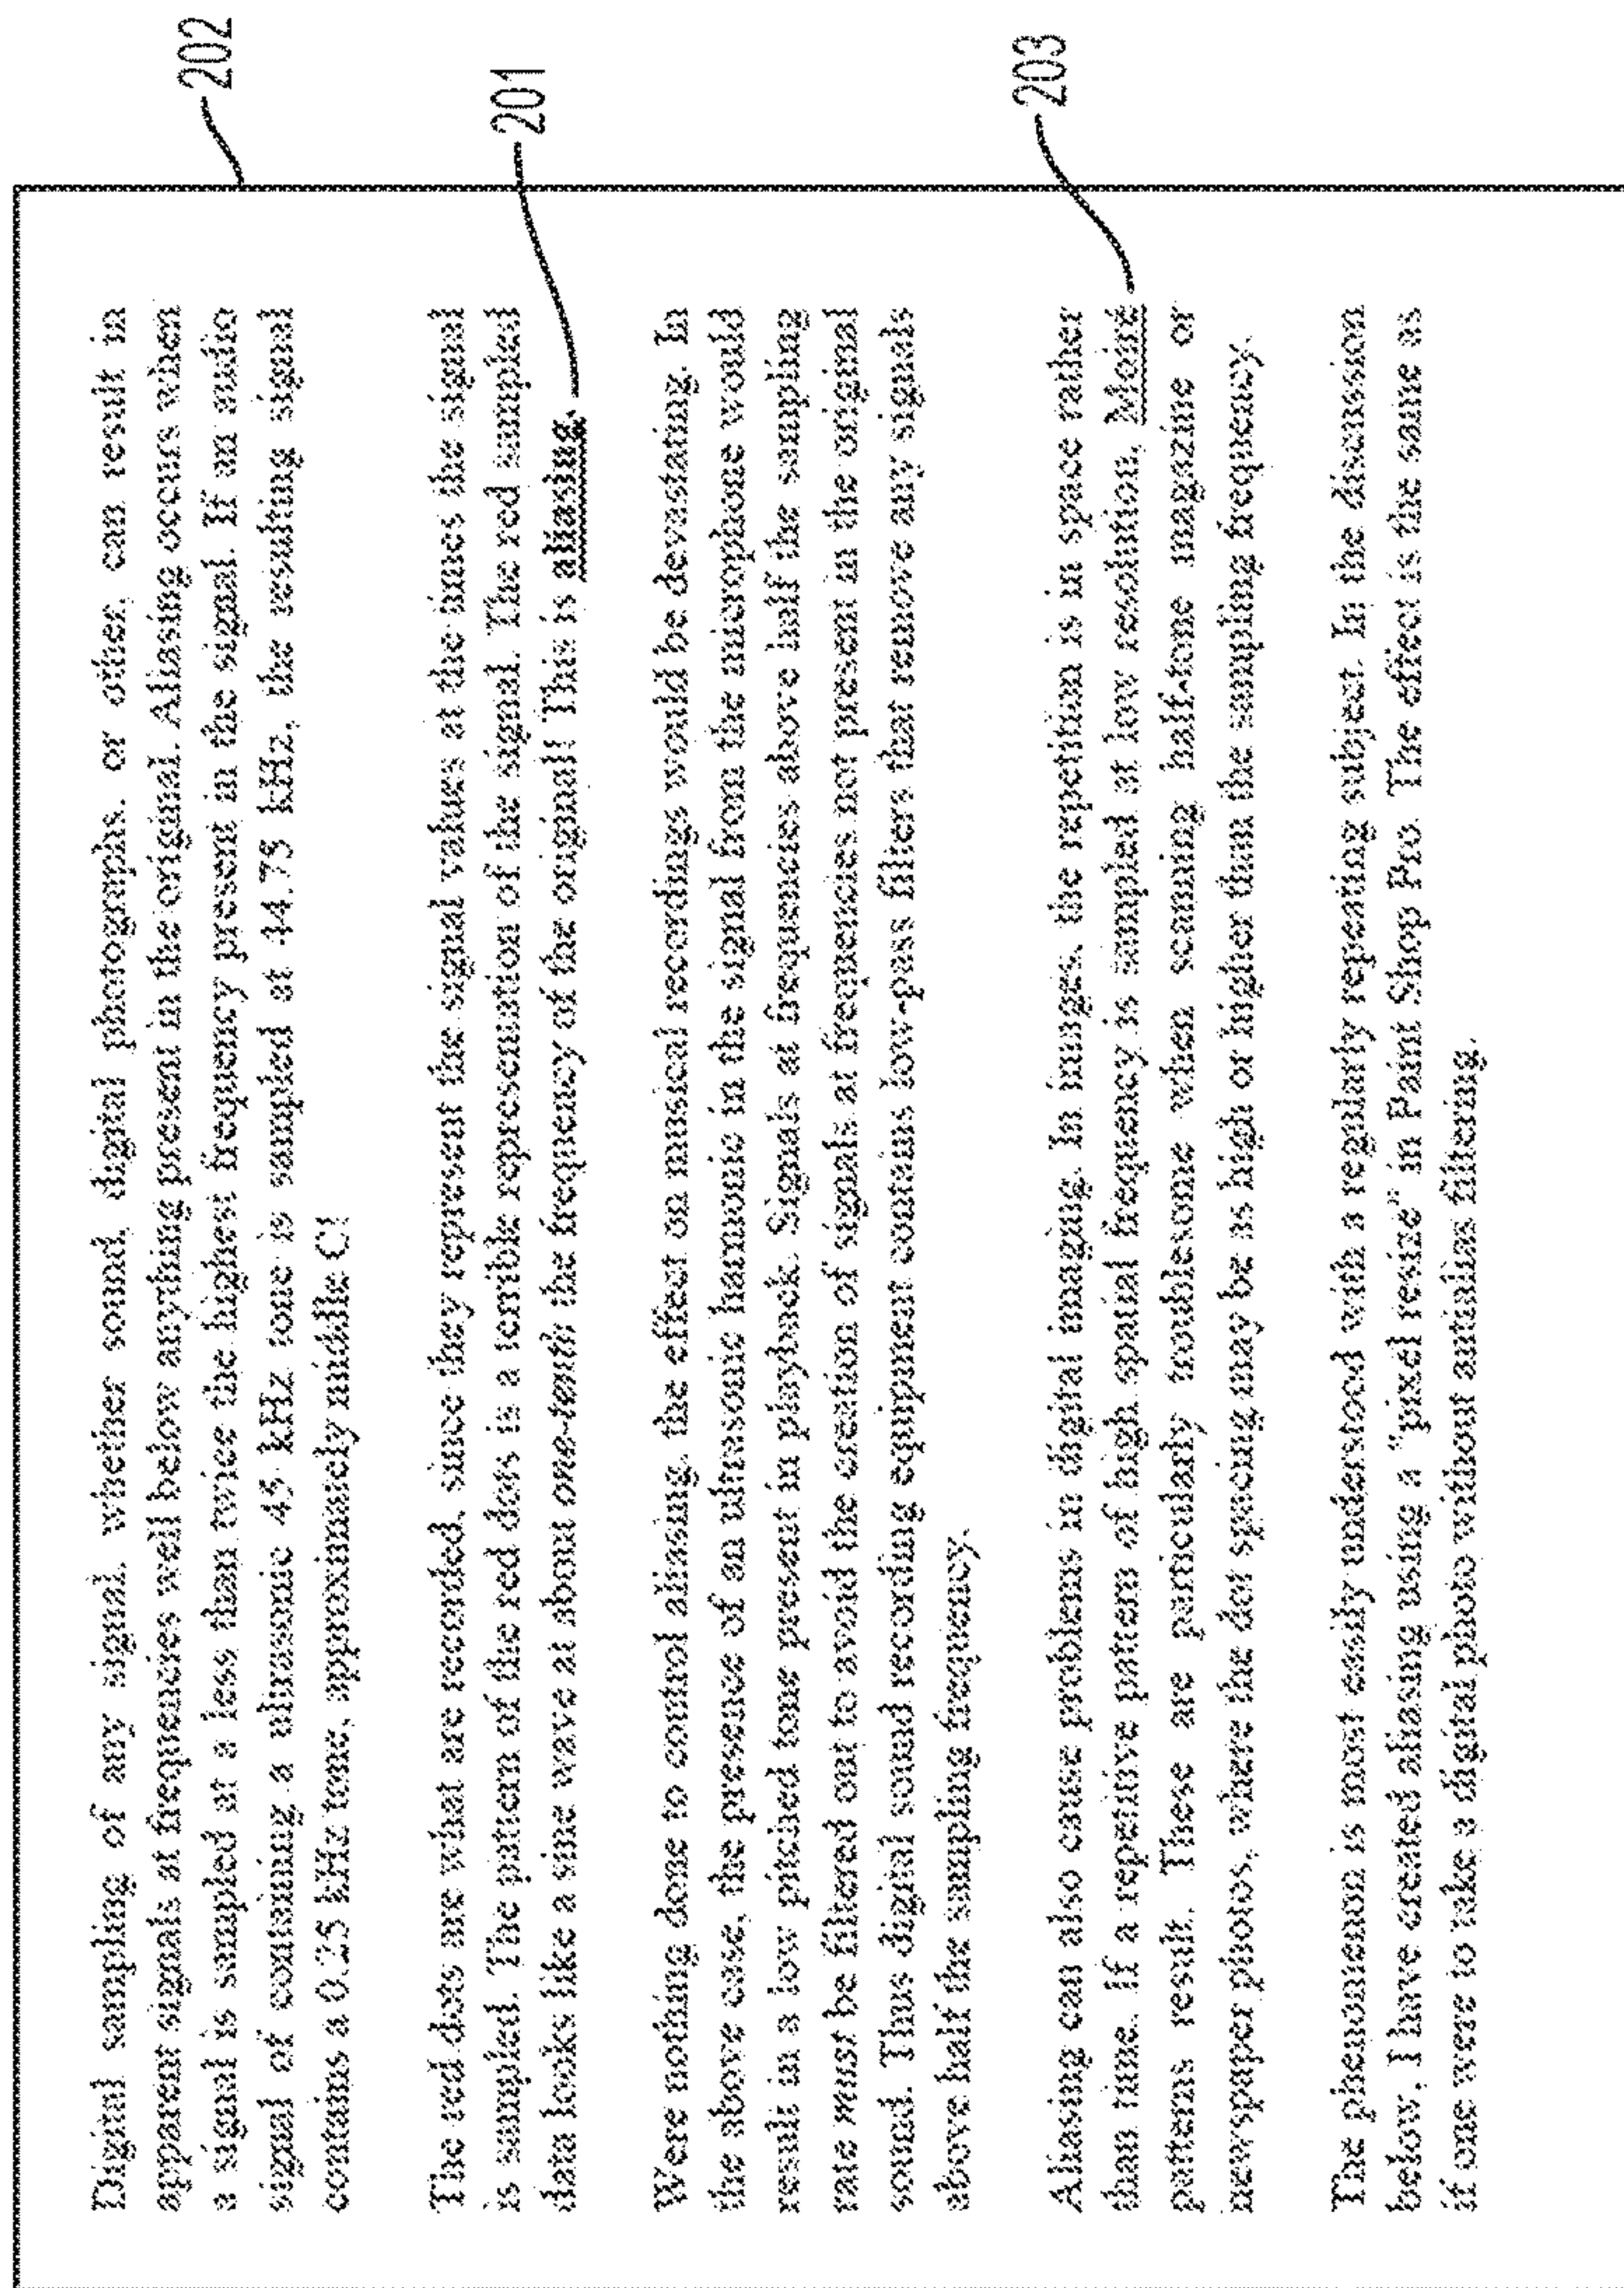 202
Digital sampling of any signal, whether sound, digital photographs, or other, can result in
apparent signals at frequencies well below anything present in the original. Aliasing occurs when
a signal is sampled at a less than twice the highest frequency present in the signal. If an audio
signal of containing a ultrasonic 45 kHz tone is sampled at 44.75 kHz, the resulting signal
contains a 0.25 kHz tone, approximately middle C!
The red dots are what are recorded, since they represent the signal values at the times the signal
is sampled. The pattern of the red dots is a terrible representation of the signal. The red sampled
data looks like a sine wave at about one-tenth the frequency of the original! This is aliasing.
201
Were nothing done to control aliasing, the effect on musical recordings would be devastating. In
the above case, the presence of an ultrasonic harmonic in the signal from the microphone would
result in a low pitched tone present in playback. Signals at frequencies above half the sampling
rate must be filtered out to avoid the creation of signals at frequencies not present in the original
sound. Thus digital sound recording equipment contains low-pass filters that remove any signals
above half the sampling frequency.
203
Aliasing can also cause problems in digital imaging. In images, the repetition is in space rather
than time. If a repetitive pattern of high spatial frequency is sampled at low resolution, Moiré
patterns result. These are particularly troublesome when scanning half-tone magazine or
newspaper photos, where the dot spacing may be as high or higher than the sampling frequency.
The phenomenon is most easily understood with a regularly repeating subject. In the discussion
below, I have created aliasing using a "pixel resize" in Paint Shop Pro. The effect is the same as
if one were to take a digital photo without antialias filtering.